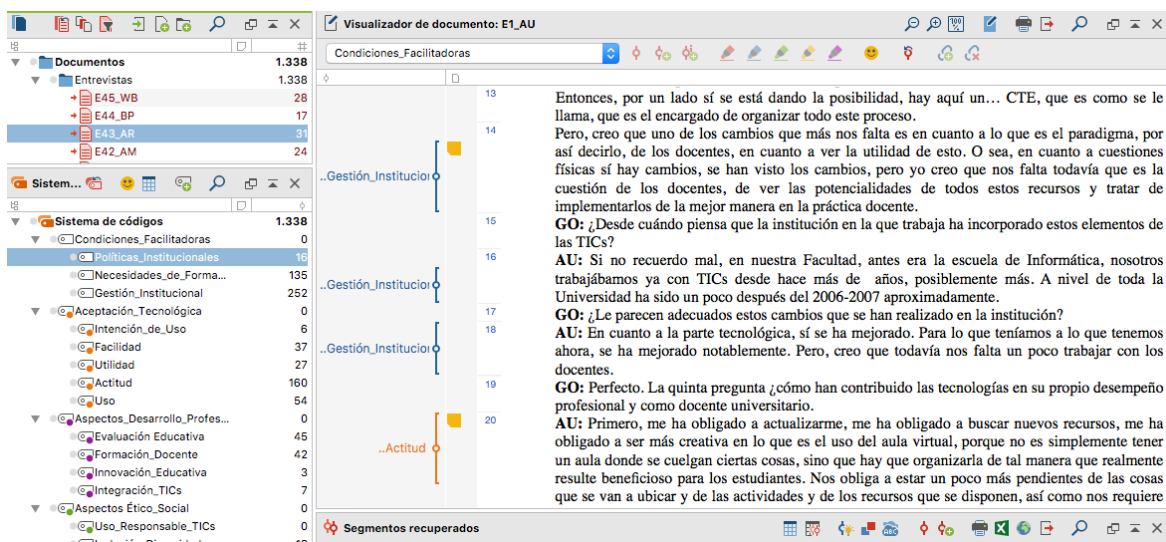 Visualizador de documento: E1_AU
Condiciones_Facilitadoras
#
Documentos 1.338
Entrevistas 1.338
E45_WB 28
E44_BP 17
E43_AR 31
E42_AM 24
Sistem...
Sistema de códigos 1.338
Condiciones_Facilitadoras 0
Políticas_Institucionales 16
Necesidades_de_Forma... 135
Gestión_Institucional 252
Aceptación_Tecnológica 0
Intención_de_Uso 6
Facilidad 37
Utilidad 27
Actitud 160
Uso 54
Aspectos_Desarrollo_Profes... 0
Evaluación Educativa 45
Formación_Docente 42
Innovación_Educativa 3
Integración_TICs 7
Aspectos Ético_Social 0
Uso_Responsable_TICs 0
..Gestión_Institucior
..Gestión_Institucior
..Gestión_Institucior
..Actitud
13 Entonces, por un lado sí se está dando la posibilidad, hay aquí un… CTE, que es como se le
llama, que es el encargado de organizar todo este proceso.
14 Pero, creo que uno de los cambios que más nos falta es en cuanto a lo que es el paradigma, por
así decirlo, de los docentes, en cuanto a ver la utilidad de esto. O sea, en cuanto a cuestiones
físicas sí hay cambios, se han visto los cambios, pero yo creo que nos falta todavía que es la
cuestión de los docentes, de ver las potencialidades de todos estos recursos y tratar de
implementarlos de la mejor manera en la práctica docente.
15 GO: ¿Desde cuándo piensa que la institución en la que trabaja ha incorporado estos elementos de
las TICs?
16 AU: Si no recuerdo mal, en nuestra Facultad, antes era la escuela de Informática, nosotros
trabajábamos ya con TICs desde hace más de años, posiblemente más. A nivel de toda la
Universidad ha sido un poco después del 2006-2007 aproximadamente.
17 GO: ¿Le parecen adecuados estos cambios que se han realizado en la institución?
18 AU: En cuanto a la parte tecnológica, sí se ha mejorado. Para lo que teníamos a lo que tenemos
ahora, se ha mejorado notablemente. Pero, creo que todavía nos falta un poco trabajar con los
docentes.
19 GO: Perfecto. La quinta pregunta ¿cómo han contribuido las tecnologías en su propio desempeño
profesional y como docente universitario.
20 AU: Primero, me ha obligado a actualizarme, me ha obligado a buscar nuevos recursos, me ha
obligado a ser más creativa en lo que es el uso del aula virtual, porque no es simplemente tener
un aula donde se cuelgan ciertas cosas, sino que hay que organizarla de tal manera que realmente
resulte beneficioso para los estudiantes. Nos obliga a estar un poco más pendientes de las cosas
que se van a ubicar y de las actividades y de los recursos que se disponen, así como nos requiere
Segmentos recuperados